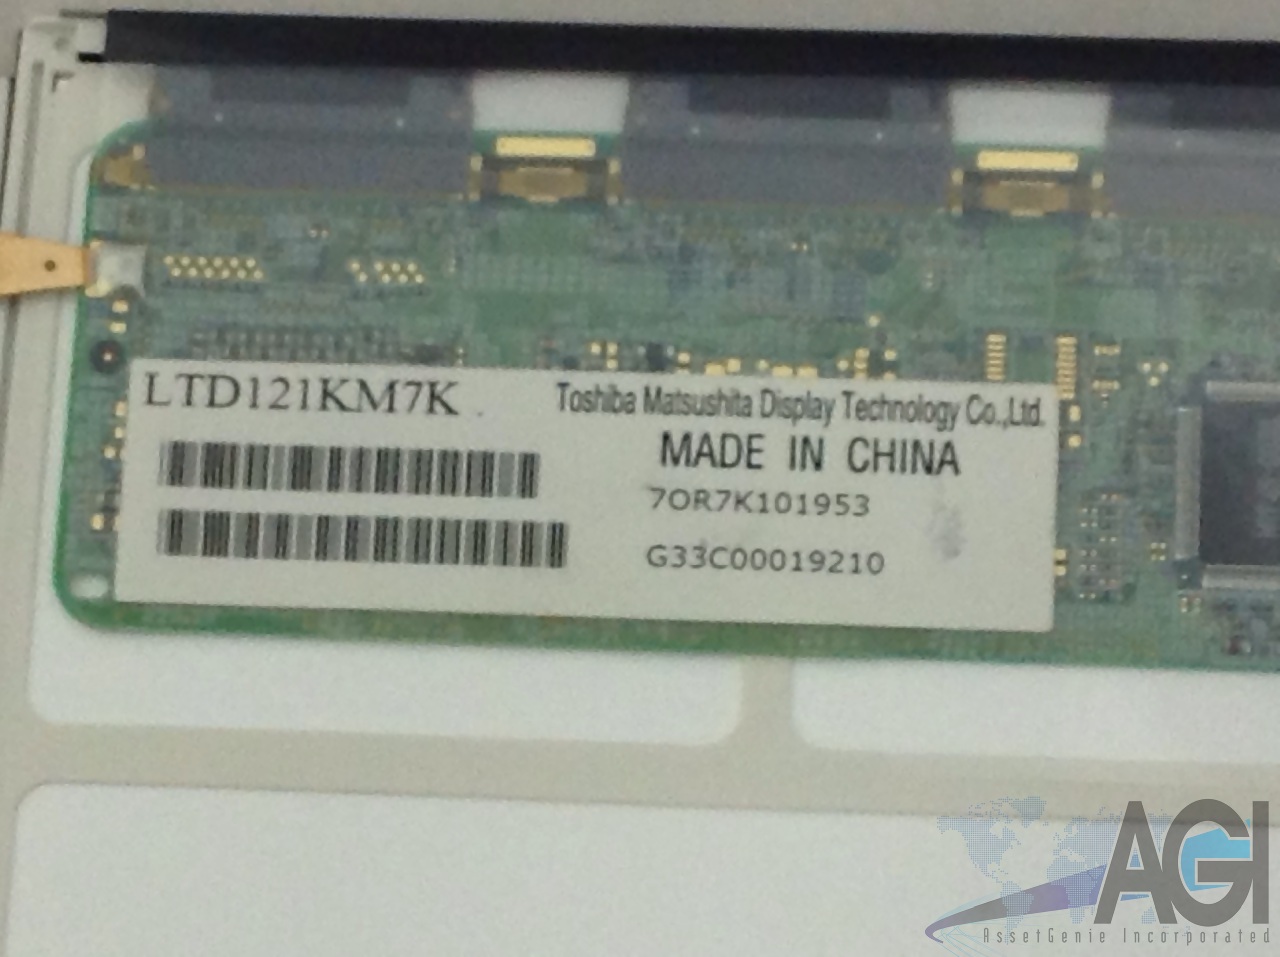 LTD121KM7K
Toshiba Matsushita Display Technology Co.,Ltd.
MADE IN CHINA
7OR7K101953
G33C00019210
AGI
AssetGenie Incorporated